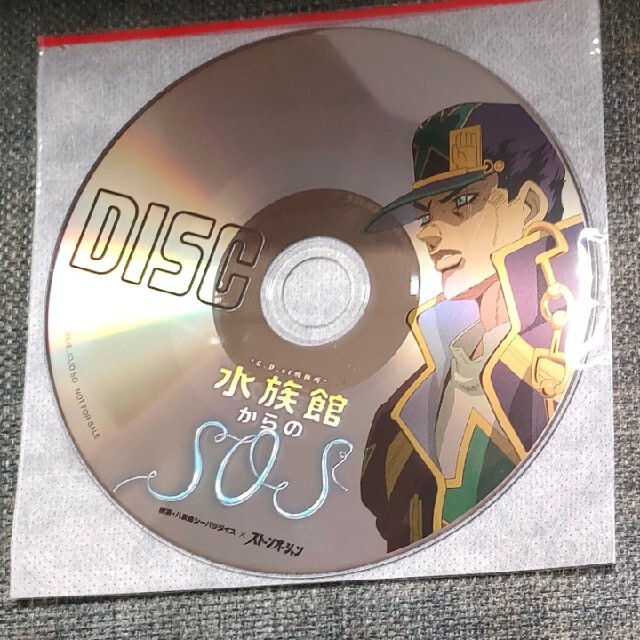 DISC
水族館
からの
SOS
横浜・八景島シーパラダイス × ストーンオーシャン
NOT FOR SALE